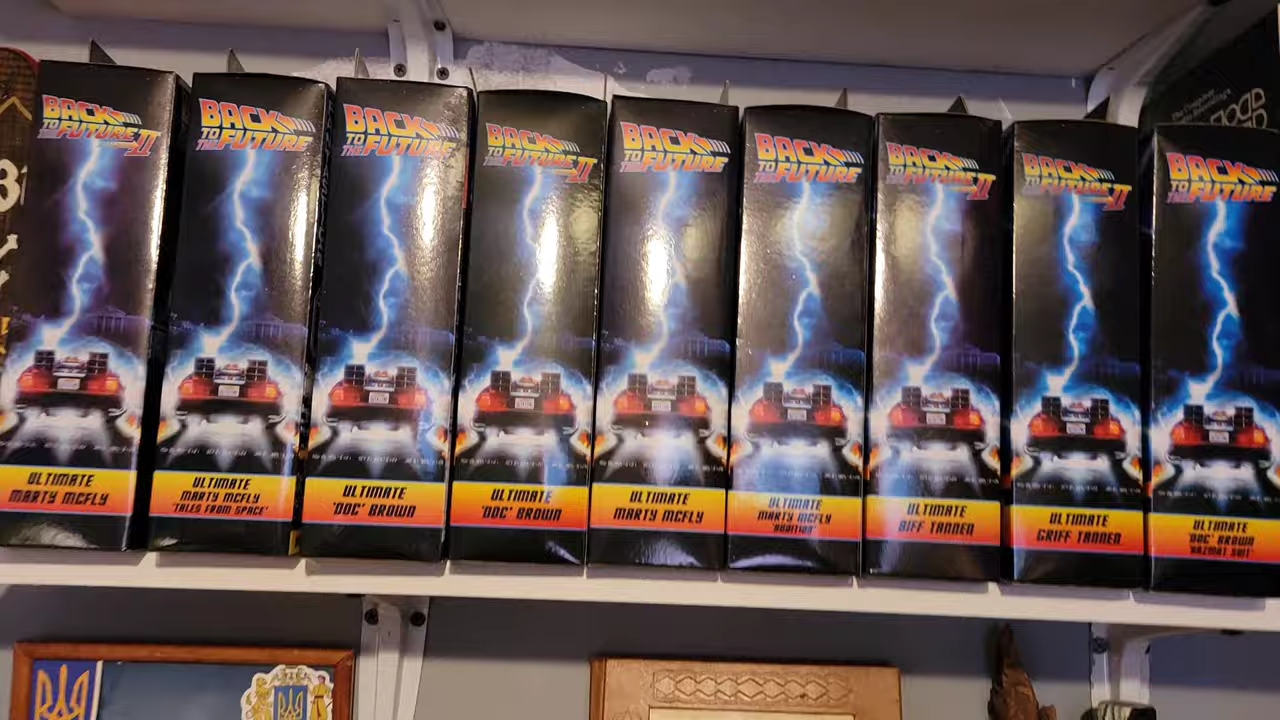 BACK
TO THE FUTURE II
ULTIMATE
MARTY MCFLY
BACK
TO THE FUTURE
ULTIMATE
MARTY MCFLY
'TALES FROM SPACE'
BACK
TO THE FUTURE
ULTIMATE
'DOC' BROWN
BACK
TO THE FUTURE II
ULTIMATE
'DOC' BROWN
BACK
TO THE FUTURE
ULTIMATE
MARTY MCFLY
BACK
TO THE FUTURE
ULTIMATE
MARTY MCFLY
'AUDITION'
BACK
TO THE FUTURE II
ULTIMATE
BIFF TANNEN
BACK
TO THE FUTURE II
ULTIMATE
GRIFF TANNEN
BACK
TO THE FUTURE
ULTIMATE
'DOC' BROWN
'HAZMAT SUIT'